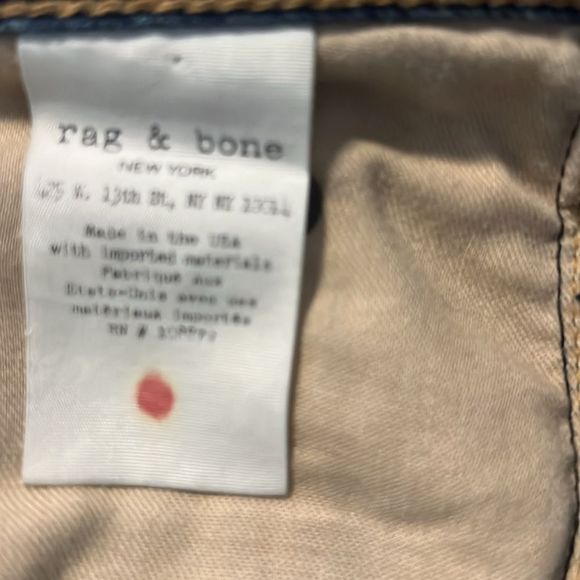 rag & bone
NEW YORK
425 W. 13th St, NY NY
Made in the USA
with imported materials
Fabrique aux
Etats-Unis avec des
matériaux importés
RN #